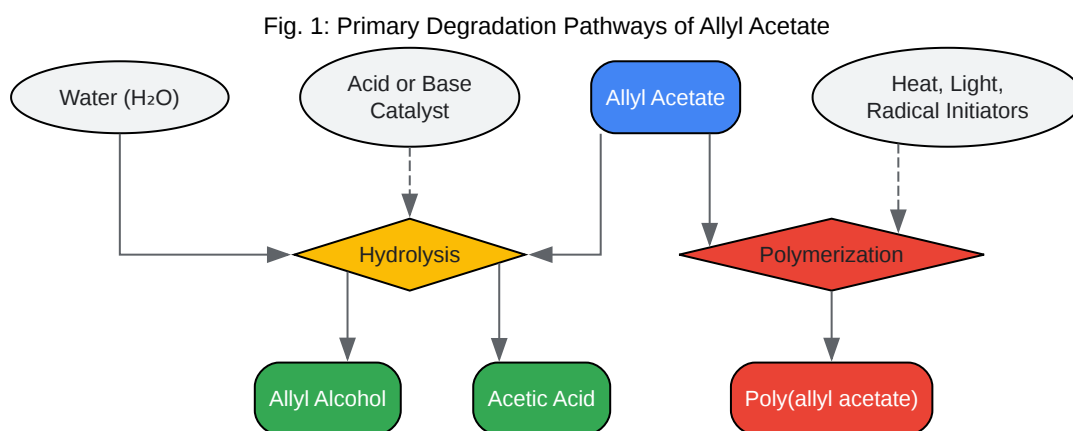 Fig. 1: Primary Degradation Pathways of Allyl Acetate
Water (H₂O)
Acid or Base
Catalyst
Allyl Acetate
Heat, Light,
Radical Initiators
Hydrolysis
Polymerization
Allyl Alcohol
Acetic Acid
Poly(allyl acetate)